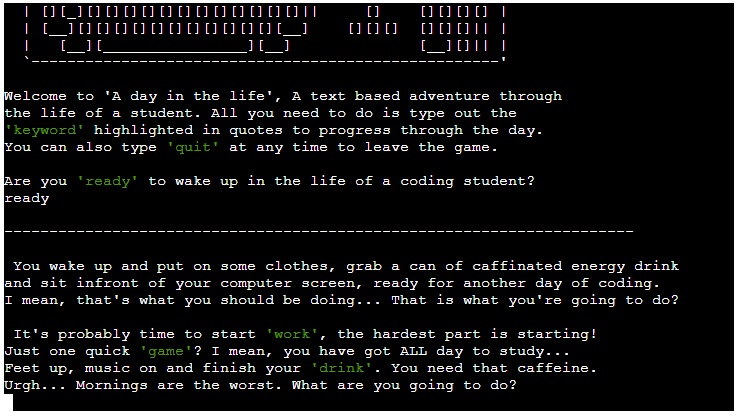 Welcome to 'A day in the life', A text based adventure through
the life of a student. All you need to do is type out the
'keyword' highlighted in quotes to progress through the day.
You can also type 'quit' at any time to leave the game.
Are you 'ready' to wake up in the life of a coding student?
ready
You wake up and put on some clothes, grab a can of caffinated energy drink
and sit infront of your computer screen, ready for another day of coding.
I mean, that's what you should be doing... That is what you're going to do?
It's probably time to start 'work', the hardest part is starting!
Just one quick 'game'? I mean, you have got ALL day to study...
Feet up, music on and finish your 'drink'. You need that caffeine.
Urgh... Mornings are the worst. What are you going to do?